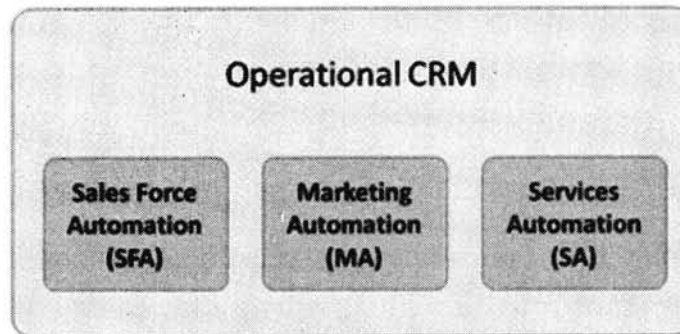 Operational CRM
Sales Force
Automation
(SFA)
Marketing
Automation
(MA)
Services
Automation
(SA)